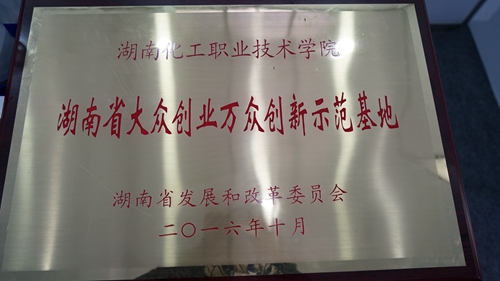 湖南化工职业技术学院
湖南省大众创业万众创新示范基地
湖南省发展和改革委员会
二〇一六年十月